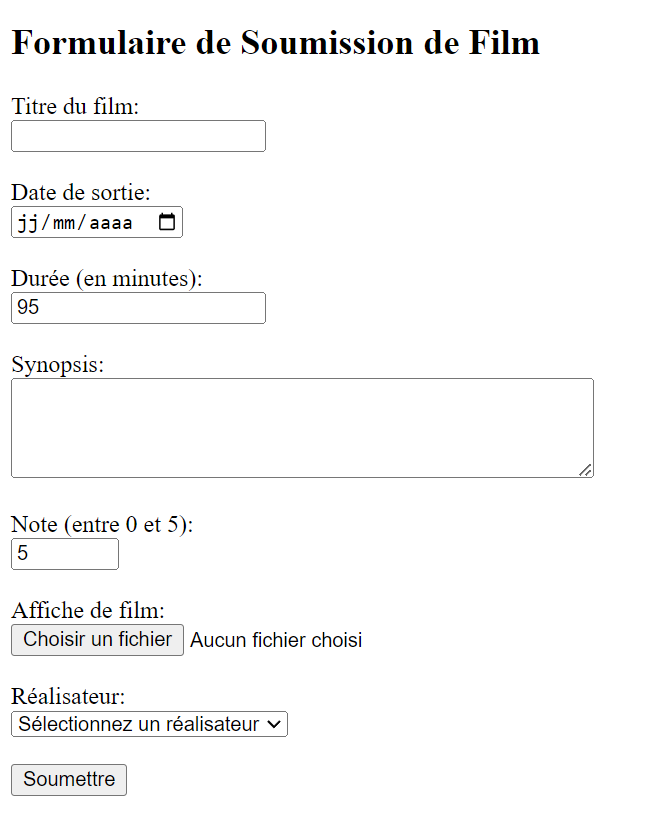 Formulaire de Soumission de Film
Titre du film:
Date de sortie:
jj/mm/aaaa
Durée (en minutes):
95
Synopsis:
Note (entre 0 et 5):
5
Affiche de film:
Choisir un fichier Aucun fichier choisi
Réalisateur:
Sélectionnez un réalisateur
Soumettre